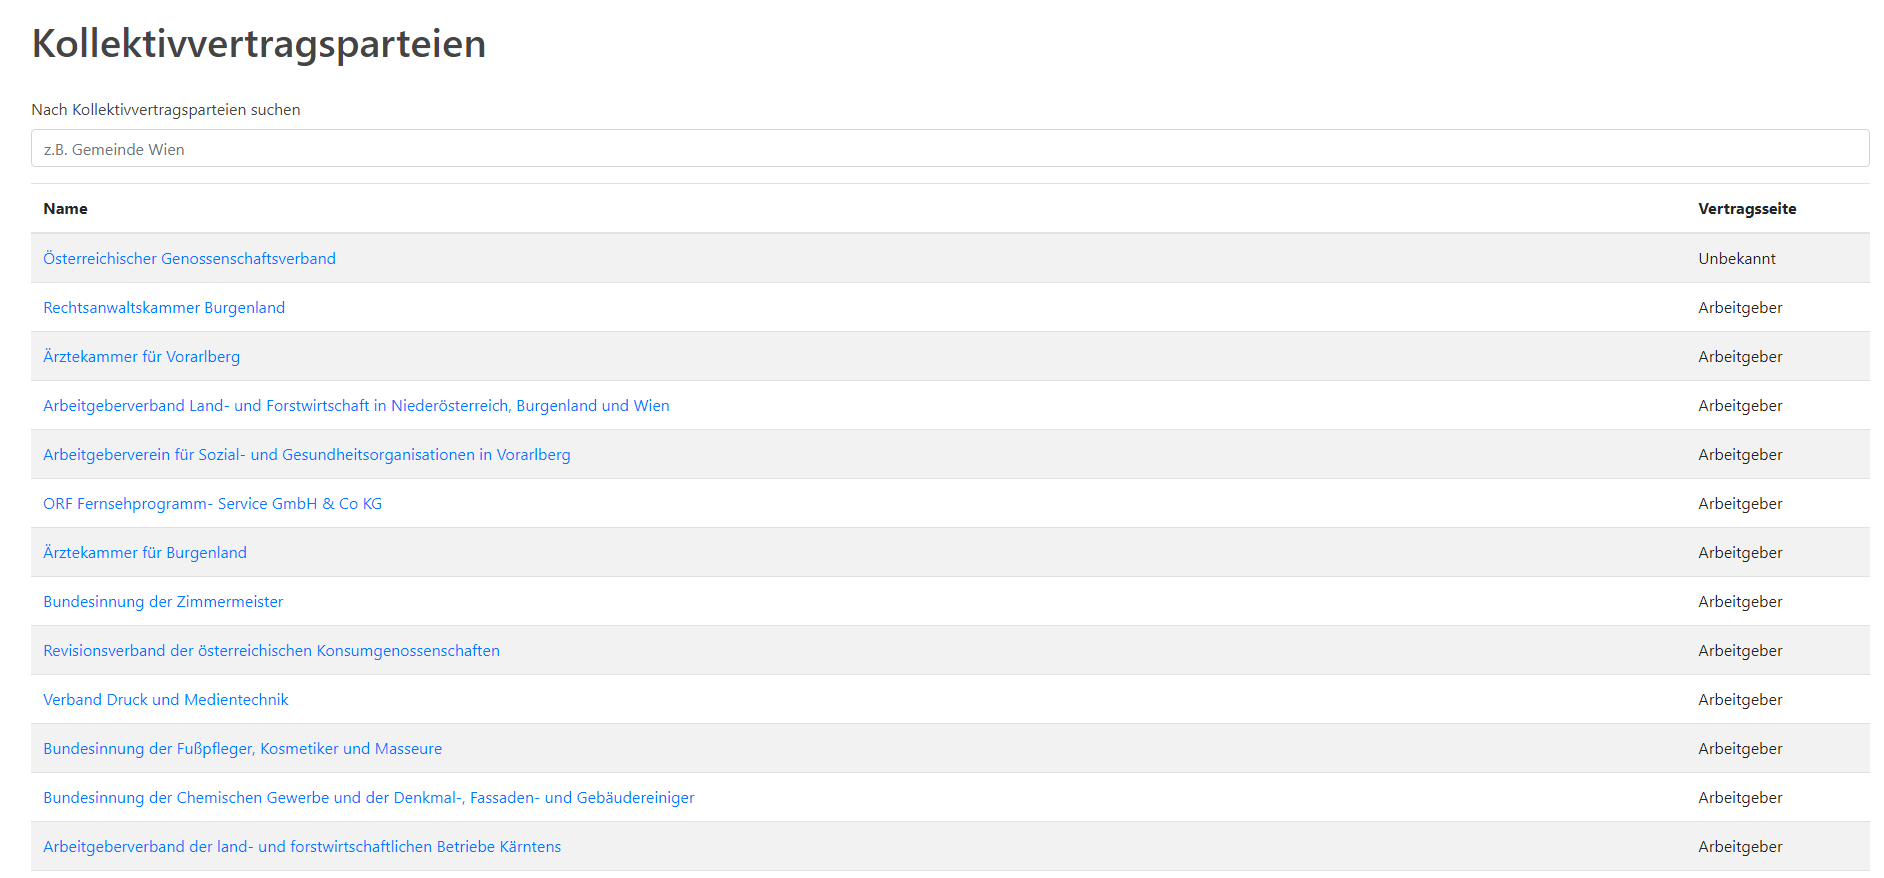 Kollektivvertragsparteien
Nach Kollektivvertragsparteien suchen
z.B. Gemeinde Wien
Name Vertragsseite
Österreichischer Genossenschaftsverband Unbekannt
Rechtsanwaltskammer Burgenland Arbeitgeber
Ärztekammer für Vorarlberg Arbeitgeber
Arbeitgeberverband Land- und Forstwirtschaft in Niederösterreich, Burgenland und Wien Arbeitgeber
Arbeitgeberverein für Sozial- und Gesundheitsorganisationen in Vorarlberg Arbeitgeber
ORF Fernsehprogramm- Service GmbH & Co KG Arbeitgeber
Ärztekammer für Burgenland Arbeitgeber
Bundesinnung der Zimmermeister Arbeitgeber
Revisionsverband der österreichischen Konsumgenossenschaften Arbeitgeber
Verband Druck und Medientechnik Arbeitgeber
Bundesinnung der Fußpfleger, Kosmetiker und Masseure Arbeitgeber
Bundesinnung der Chemischen Gewerbe und der Denkmal-, Fassaden- und Gebäudereiniger Arbeitgeber
Arbeitgeberverband der land- und forstwirtschaftlichen Betriebe Kärntens Arbeitgeber